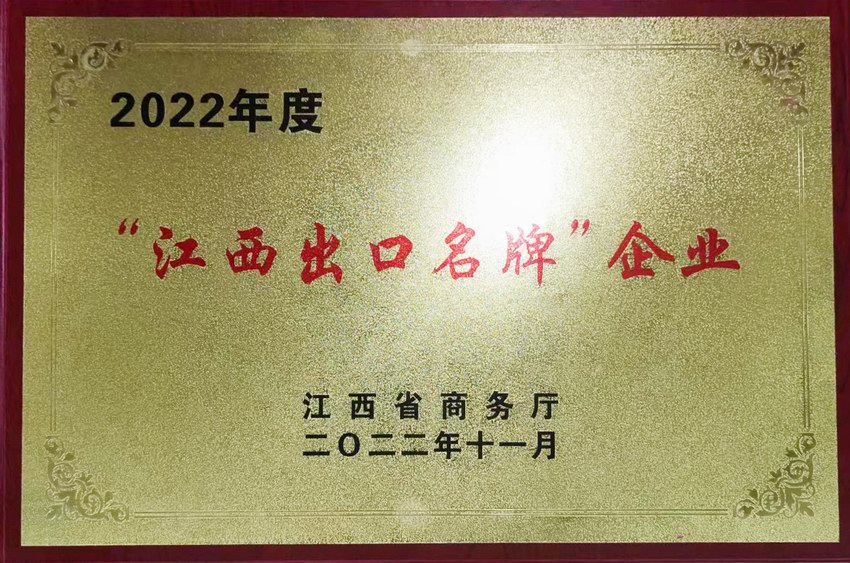 2022年度
“江西出口名牌”企业
江西省商务厅
二〇二二年十一月